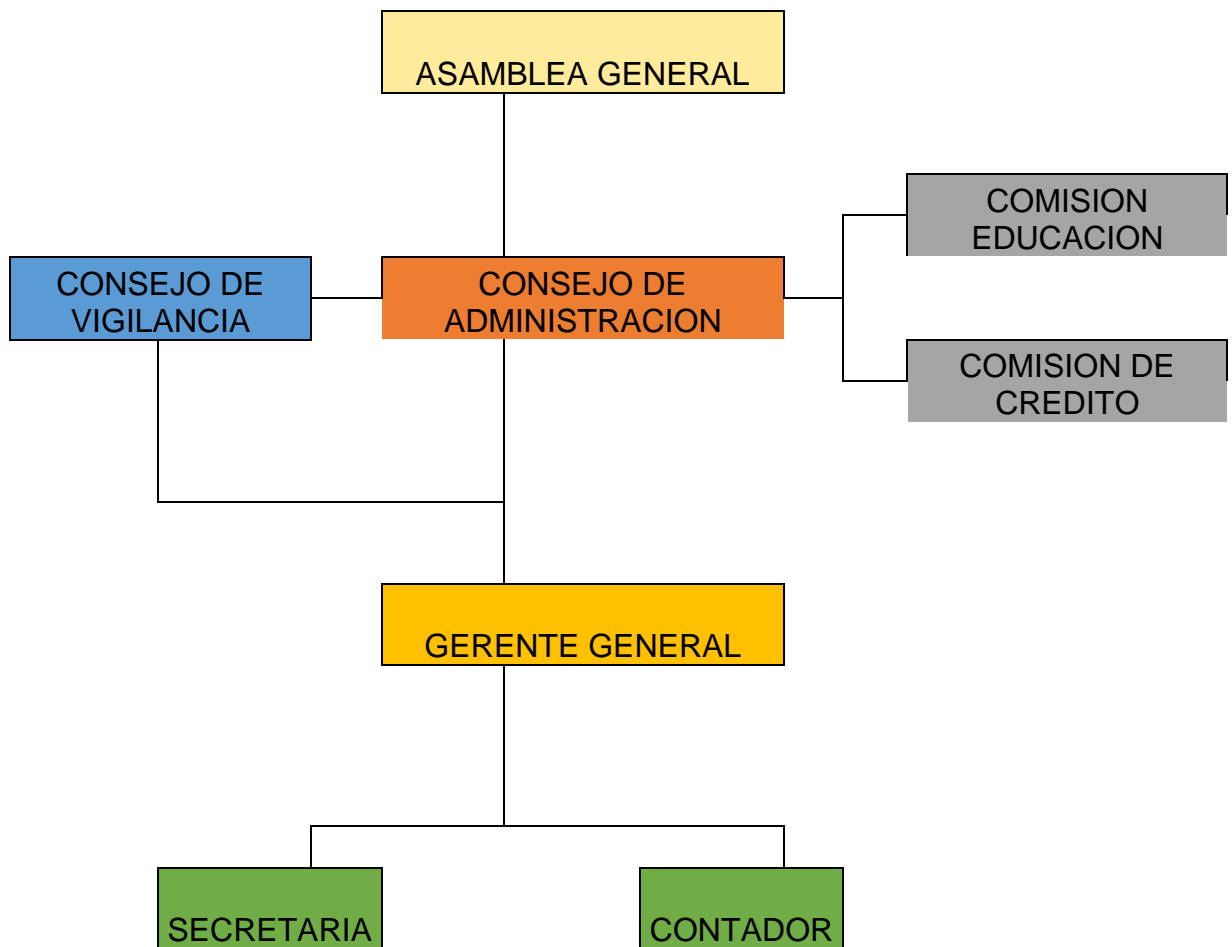 ASAMBLEA GENERAL
COMISION
EDUCACION
CONSEJO DE
VIGILANCIA
CONSEJO DE
ADMINISTRACION
COMISION DE
CREDITO
GERENTE GENERAL
SECRETARIA
CONTADOR